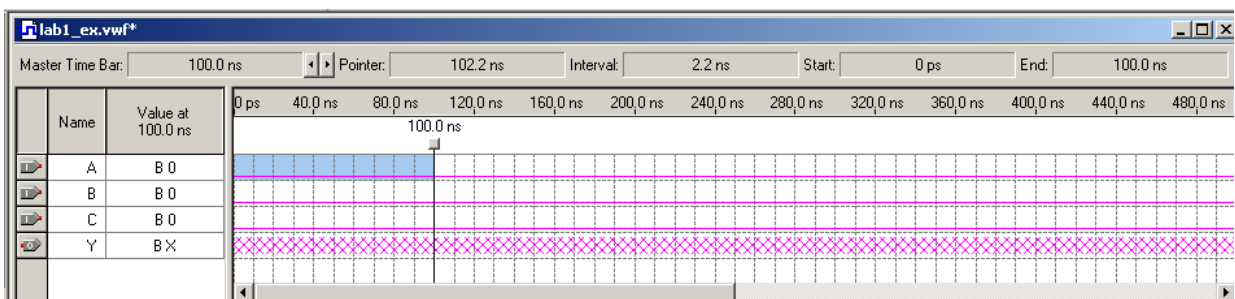 lab1_ex.vwf*
Master Time Bar: 100.0 ns Pointer: 102.2 ns Interval: 2.2 ns Start: 0 ps End: 100.0 ns
Name Value at 100.0 ns 0 ps 40.0 ns 80.0 ns 120.0 ns 160.0 ns 200.0 ns 240.0 ns 280.0 ns 320.0 ns 360.0 ns 400.0 ns 440.0 ns 480.0 ns
100.0 ns
A B 0
B B 0
C B 0
Y B X